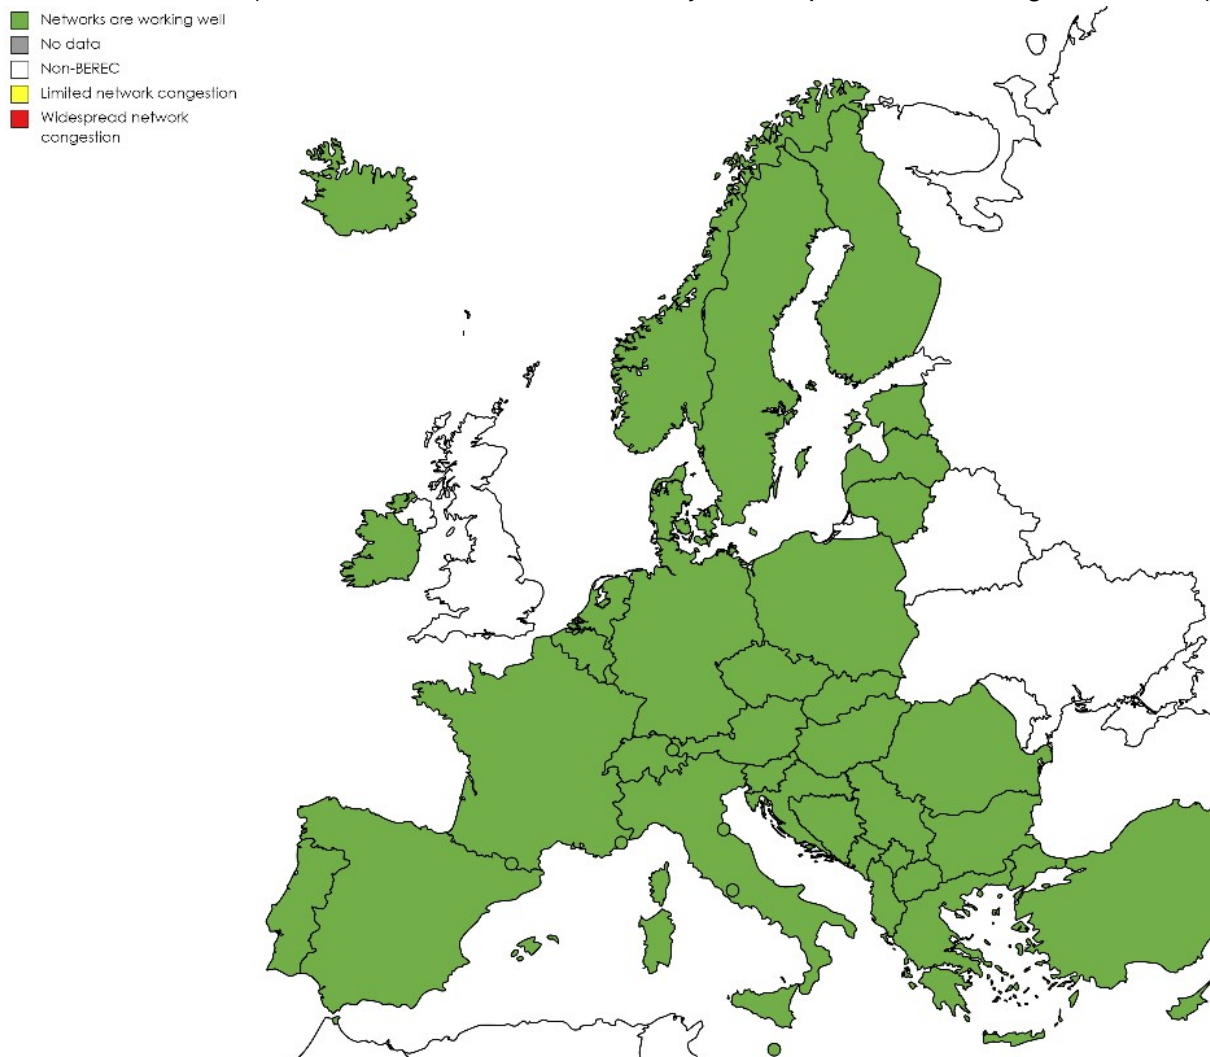 Networks are working well
No data
Non-BEREC
Limited network congestion
Widespread network
congestion